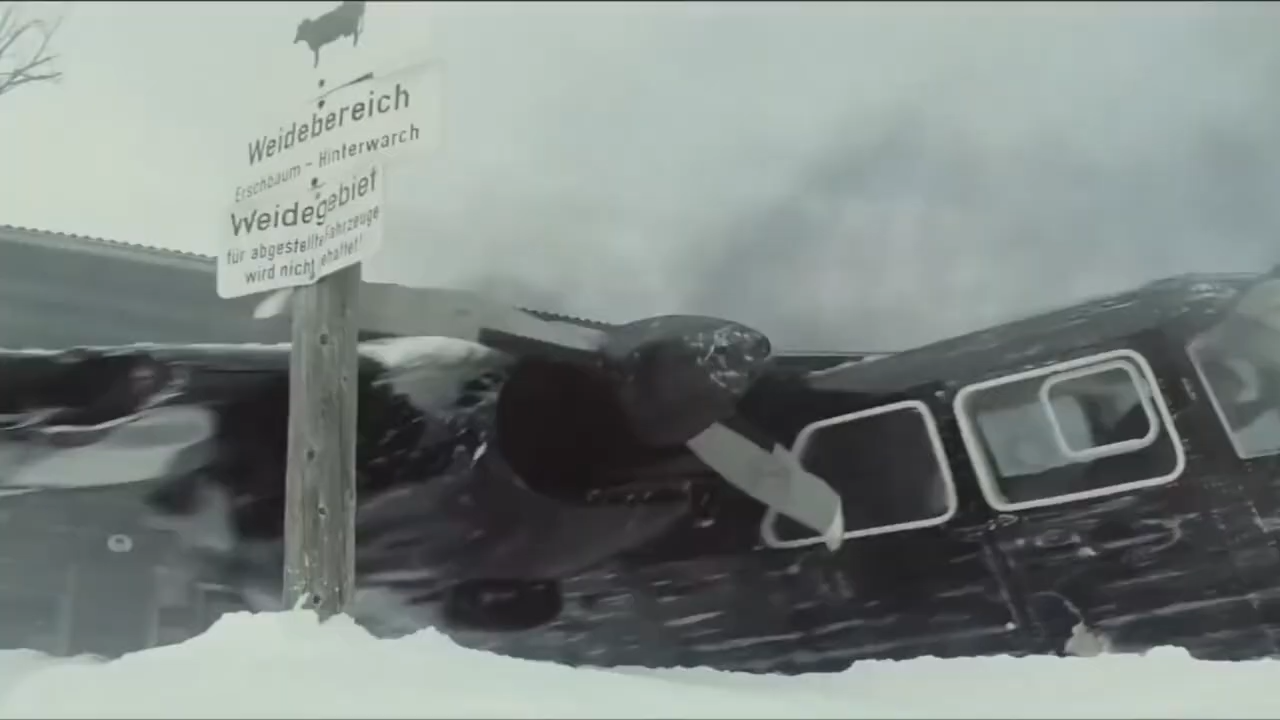 Weidebereich
Erschbaum - Hinterwarch
Weidegebiet
für abgestellte Fahrzeuge
wird nicht gehaftet!